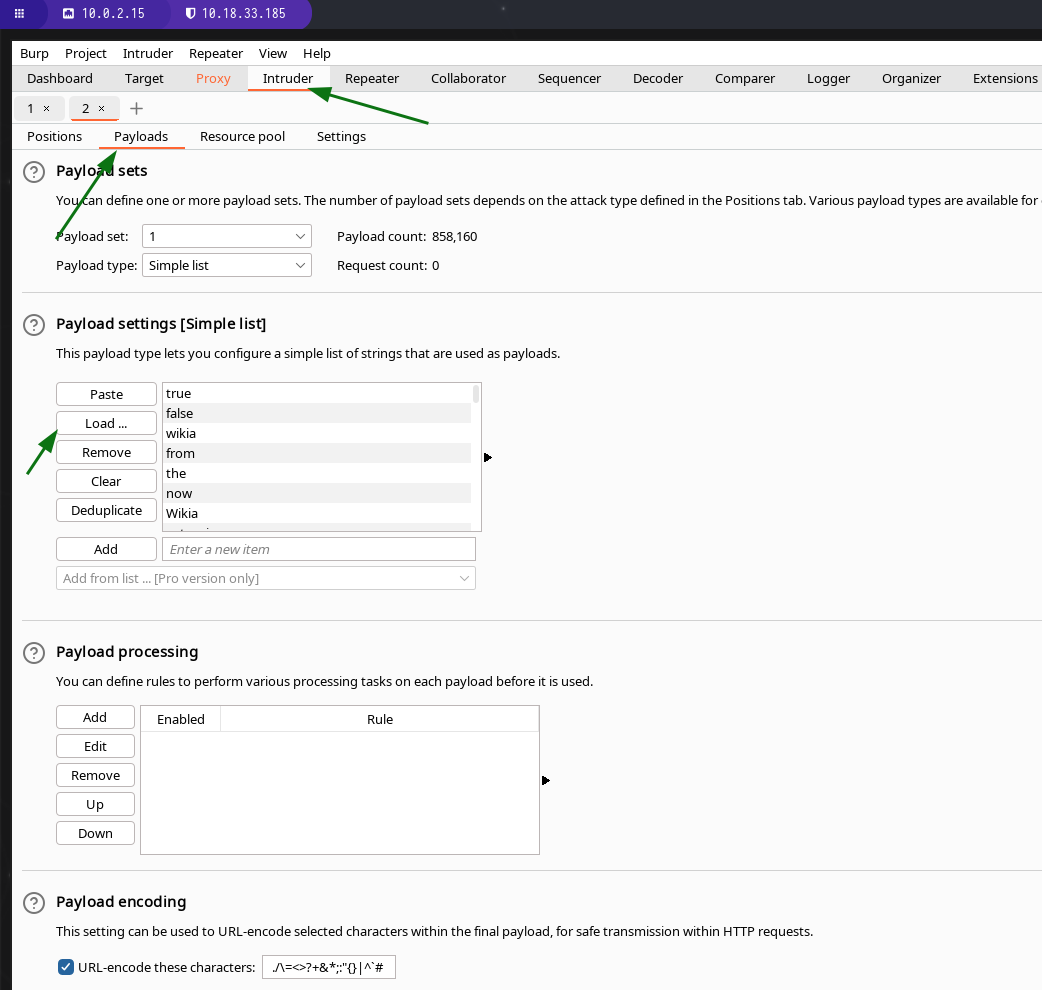 10.0.2.15 10.18.33.185
Burp Project Intruder Repeater View Help
Dashboard Target Proxy Intruder Repeater Collaborator Sequencer Decoder Comparer Logger Organizer Extensions
1 × 2 × +
Positions Payloads Resource pool Settings
? Payload sets
You can define one or more payload sets. The number of payload sets depends on the attack type defined in the Positions tab. Various payload types are available for
Payload set: 1 Payload count: 858,160
Payload type: Simple list Request count: 0
? Payload settings [Simple list]
This payload type lets you configure a simple list of strings that are used as payloads.
Paste
Load ...
Remove
Clear
Deduplicate
true
false
wikia
from
the
now
Wikia
Add Enter a new item
Add from list ... [Pro version only]
? Payload processing
You can define rules to perform various processing tasks on each payload before it is used.
Add
Edit
Remove
Up
Down
Enabled Rule
? Payload encoding
This setting can be used to URL-encode selected characters within the final payload, for safe transmission within HTTP requests.
URL-encode these characters: ./\=<>?+&*;:"{}|^`#